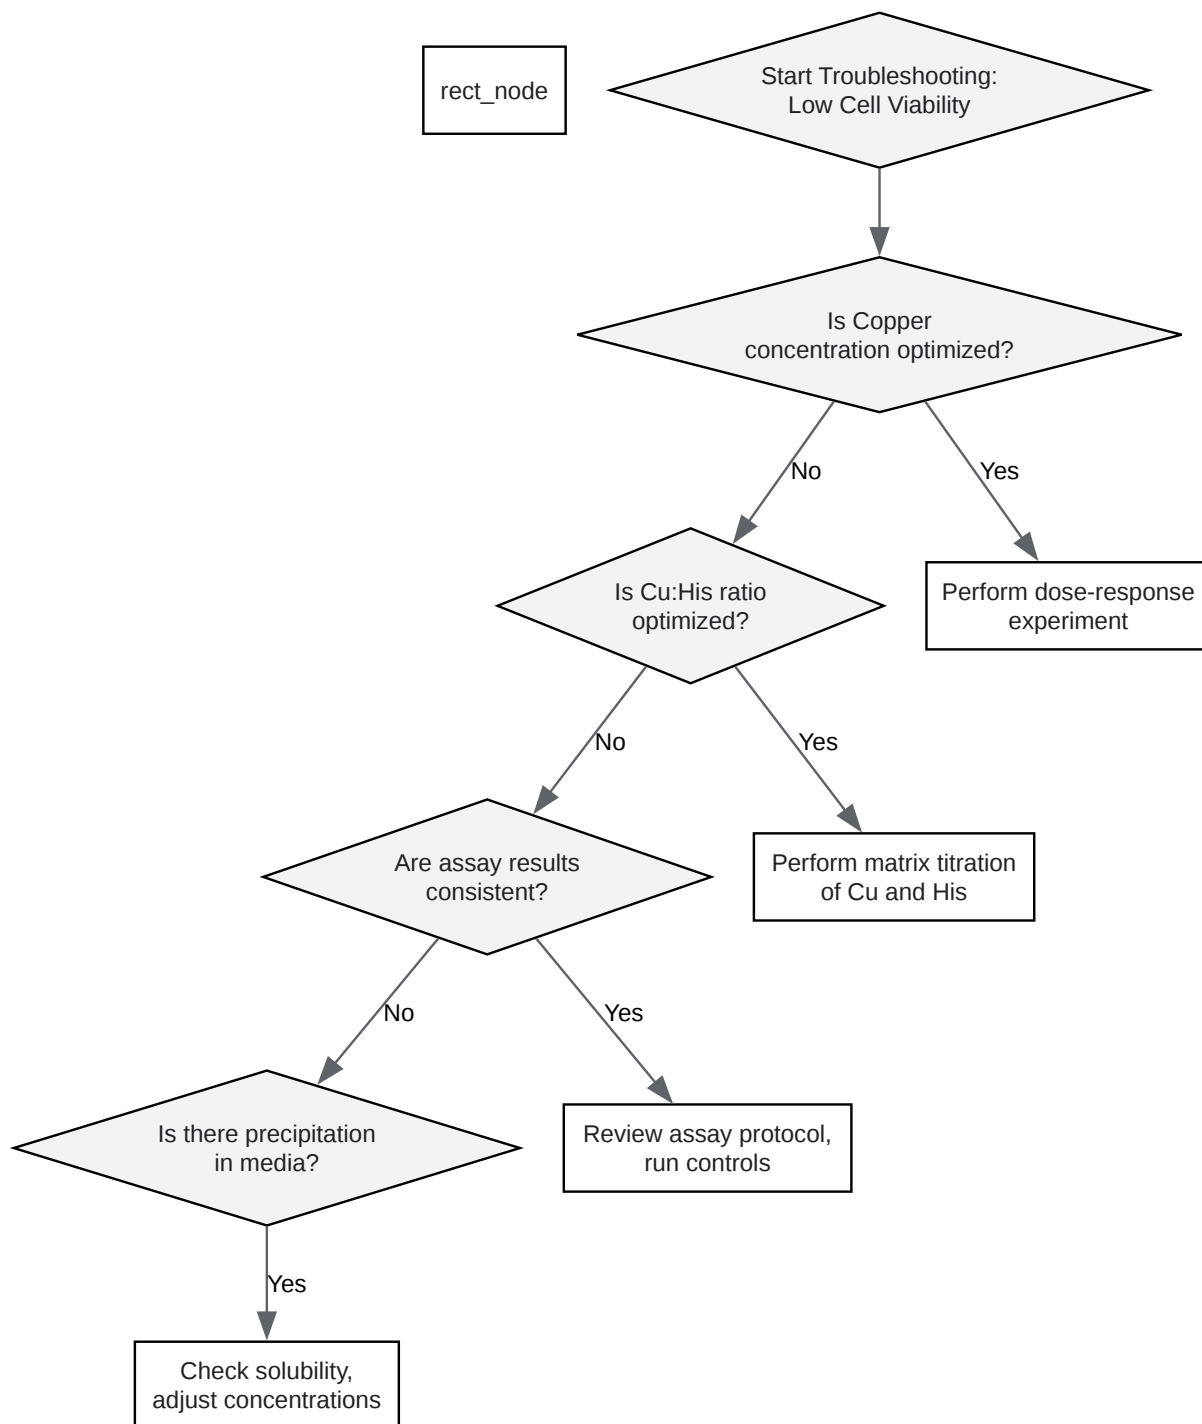 rect_node
Start Troubleshooting:
Low Cell Viability
Is Copper
concentration optimized?
No
Yes
Is Cu:His ratio
optimized?
Perform dose-response
experiment
No
Yes
Are assay results
consistent?
Perform matrix titration
of Cu and His
No
Yes
Is there precipitation
in media?
Review assay protocol,
run controls
Yes
Check solubility,
adjust concentrations